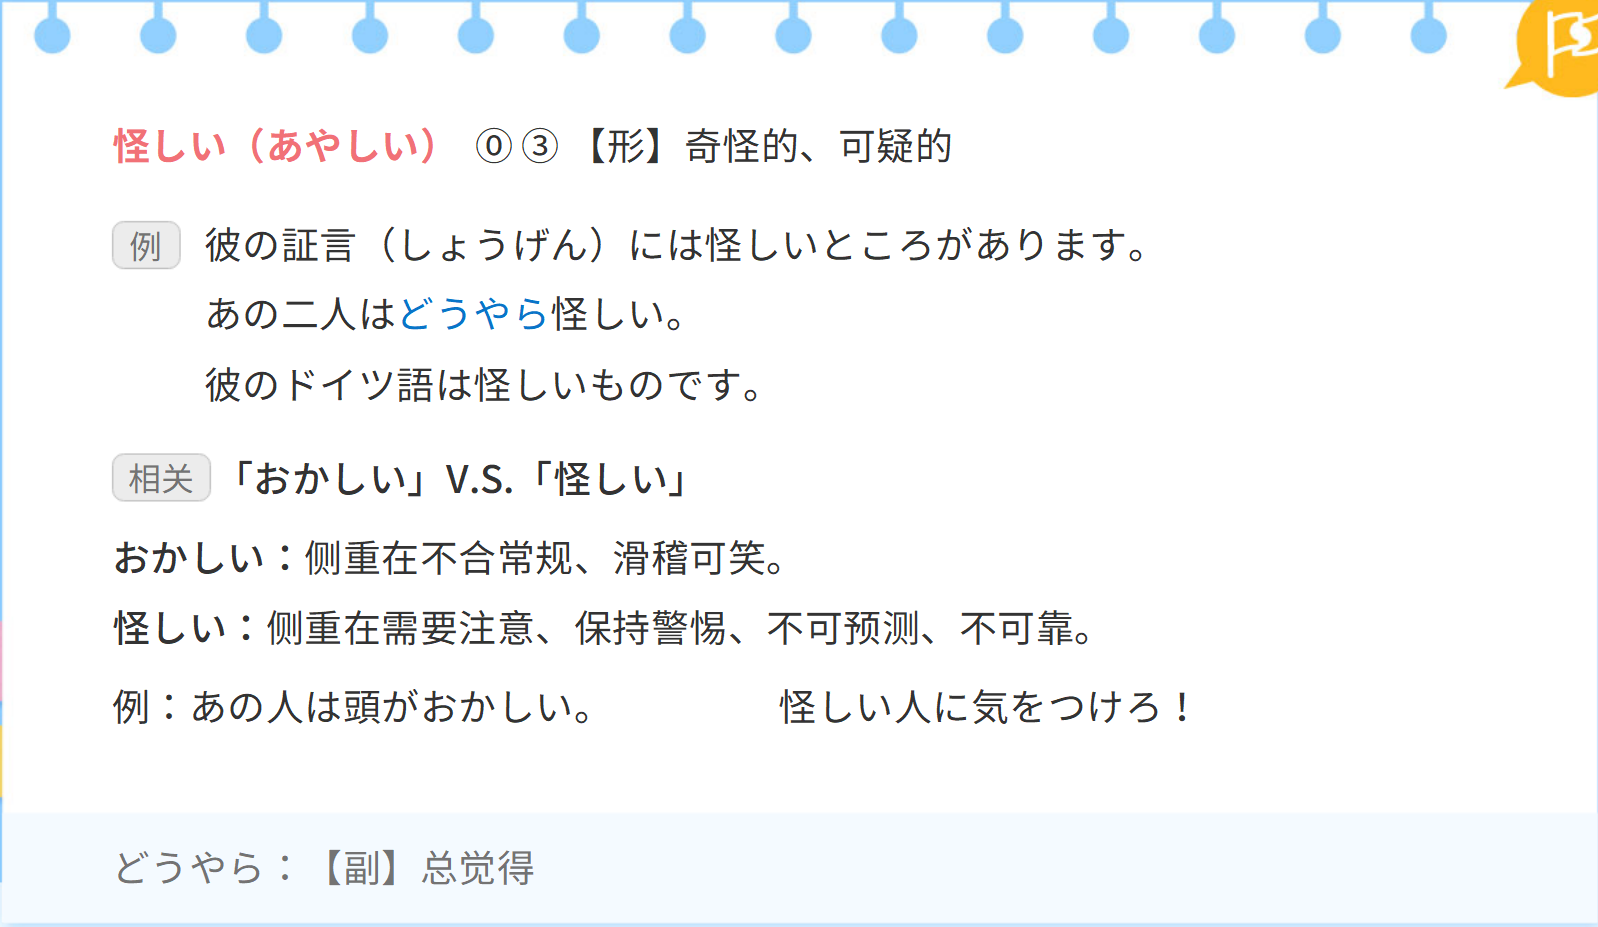 怪しい（あやしい） ⓪③【形】奇怪的、可疑的
例 彼の証言（しょうげん）には怪しいところがあります。
あの二人はどうやら怪しい。
彼のドイツ語は怪しいものです。
相关 「おかしい」V.S.「怪しい」
おかしい：侧重在不合常规、滑稽可笑。
怪しい：侧重在需要注意、保持警惕、不可预测、不可靠。
例：あの人は頭がおかしい。 怪しい人に気をつけろ！
どうやら：【副】总觉得